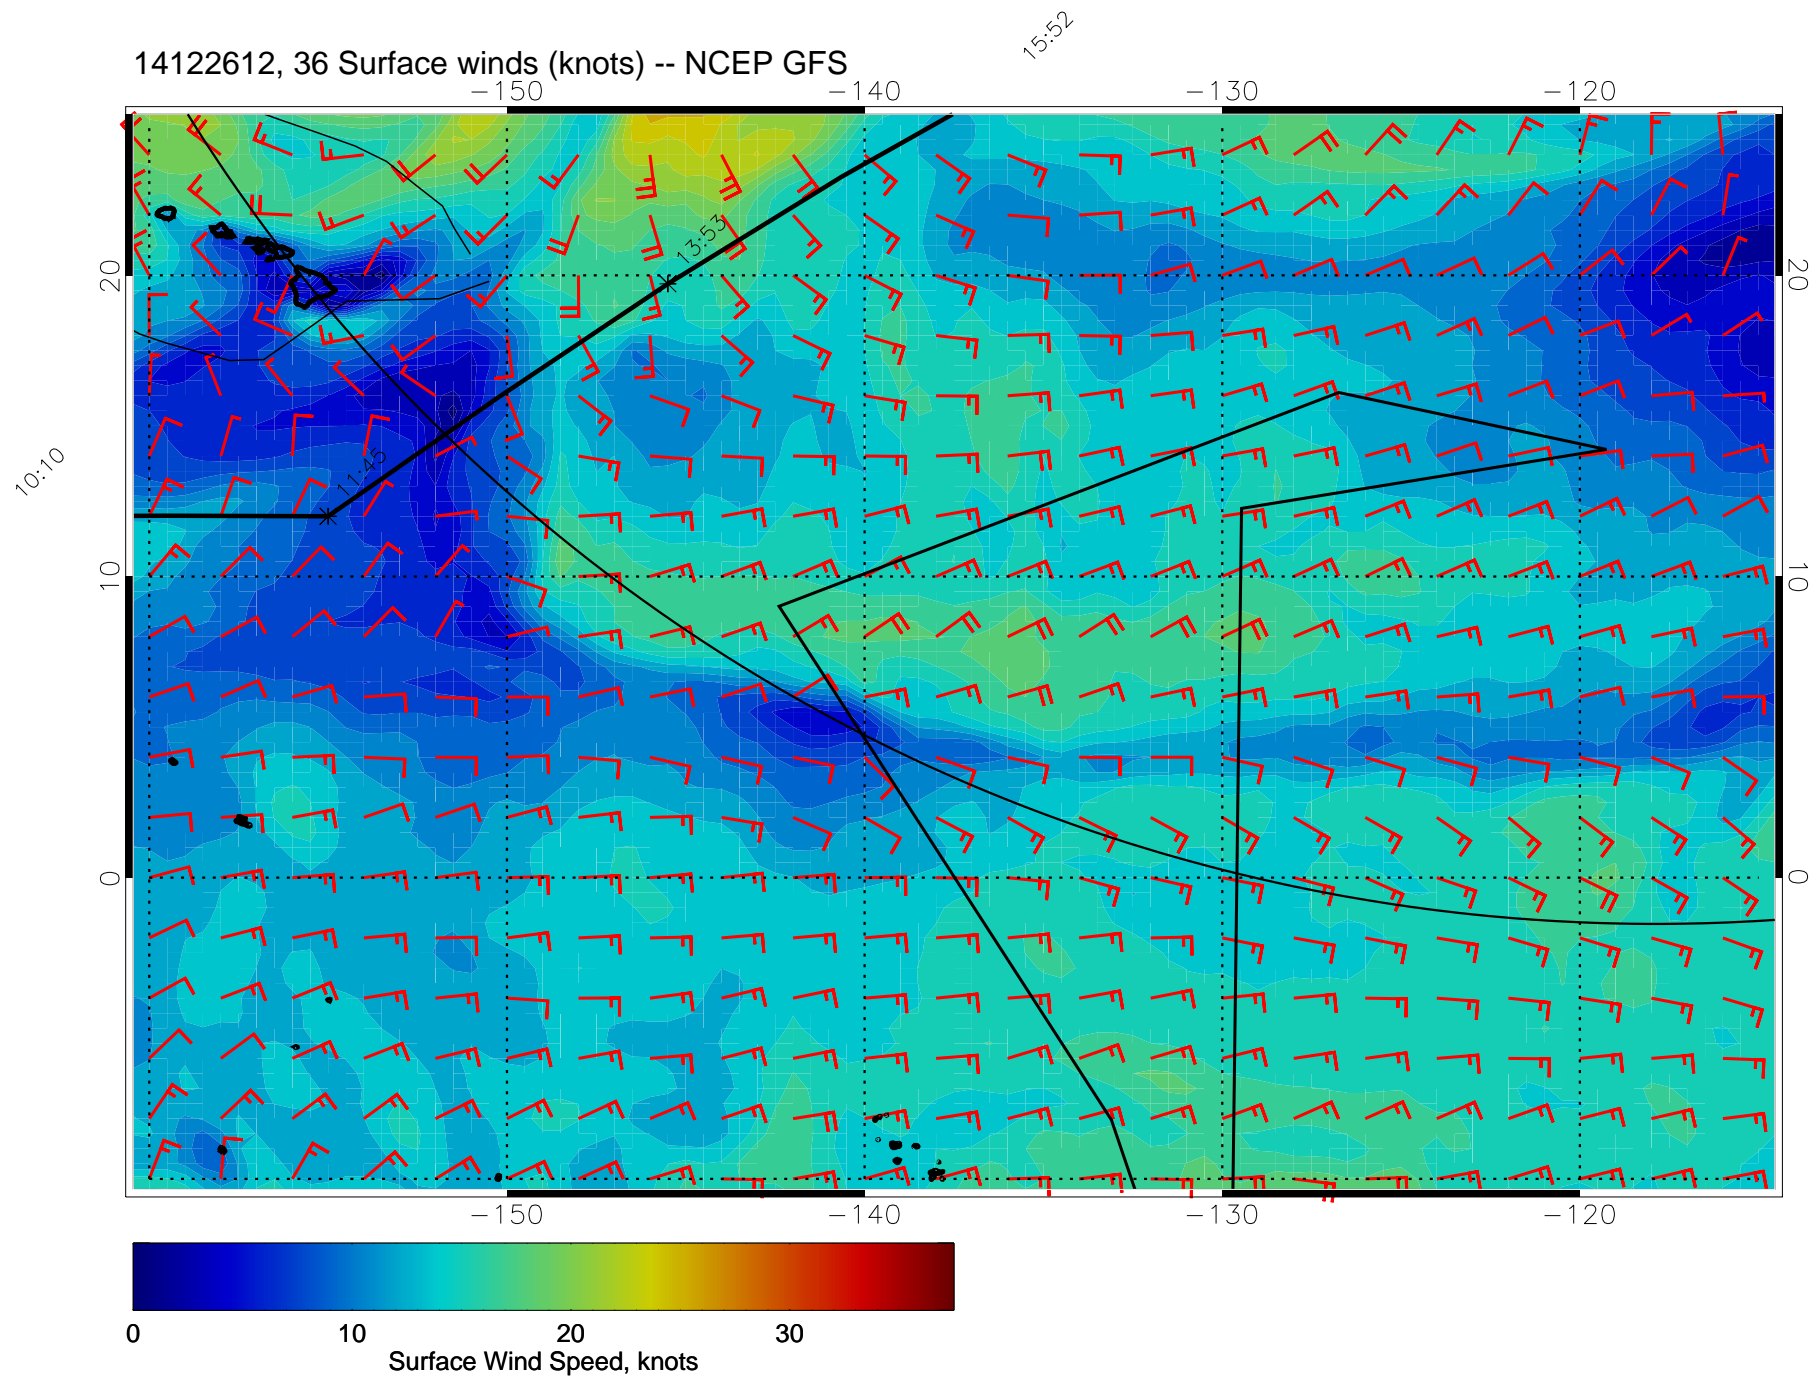 15:52
14122612, 36 Surface winds (knots) -- NCEP GFS
-150 -140 -130 -120
13:53
20 20
11:45
10:10
10 10
0 0
-150 -140 -130 -120
0 10 20 30
Surface Wind Speed, knots